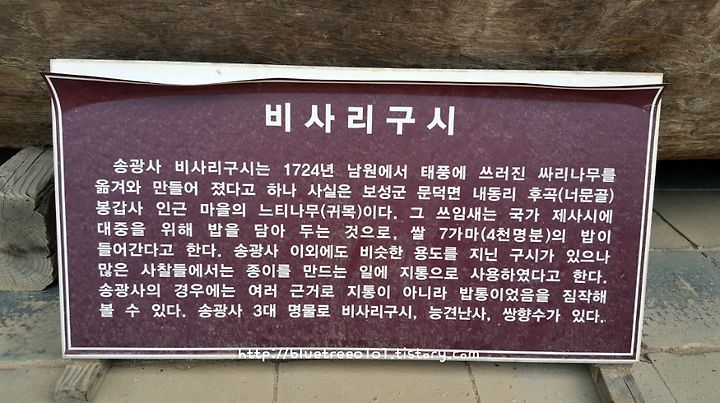 비사리구시
송광사 비사리구시는 1724년 남원에서 태풍에 쓰러진 싸리나무를
옮겨와 만들어 졌다고 하나 사실은 보성군 문덕면 내동리 후곡(너문골)
봉갑사 인근 마을의 느티나무(귀목)이다. 그 쓰임새는 국가 제사시에
대중을 위해 밥을 담아 두는 것으로, 쌀 7가마(4천명분)의 밥이
들어간다고 한다. 송광사 이외에도 비슷한 용도를 지닌 구시가 있으나
많은 사찰들에서는 종이를 만드는 일에 지통으로 사용하였다고 한다.
송광사의 경우에는 여러 근거로 지통이 아니라 밥통이었음을 짐작해
볼 수 있다. 송광사 3대 명물로 비사리구시, 능견난사, 쌍향수가 있다.
http://bluetree0101.tistory.com